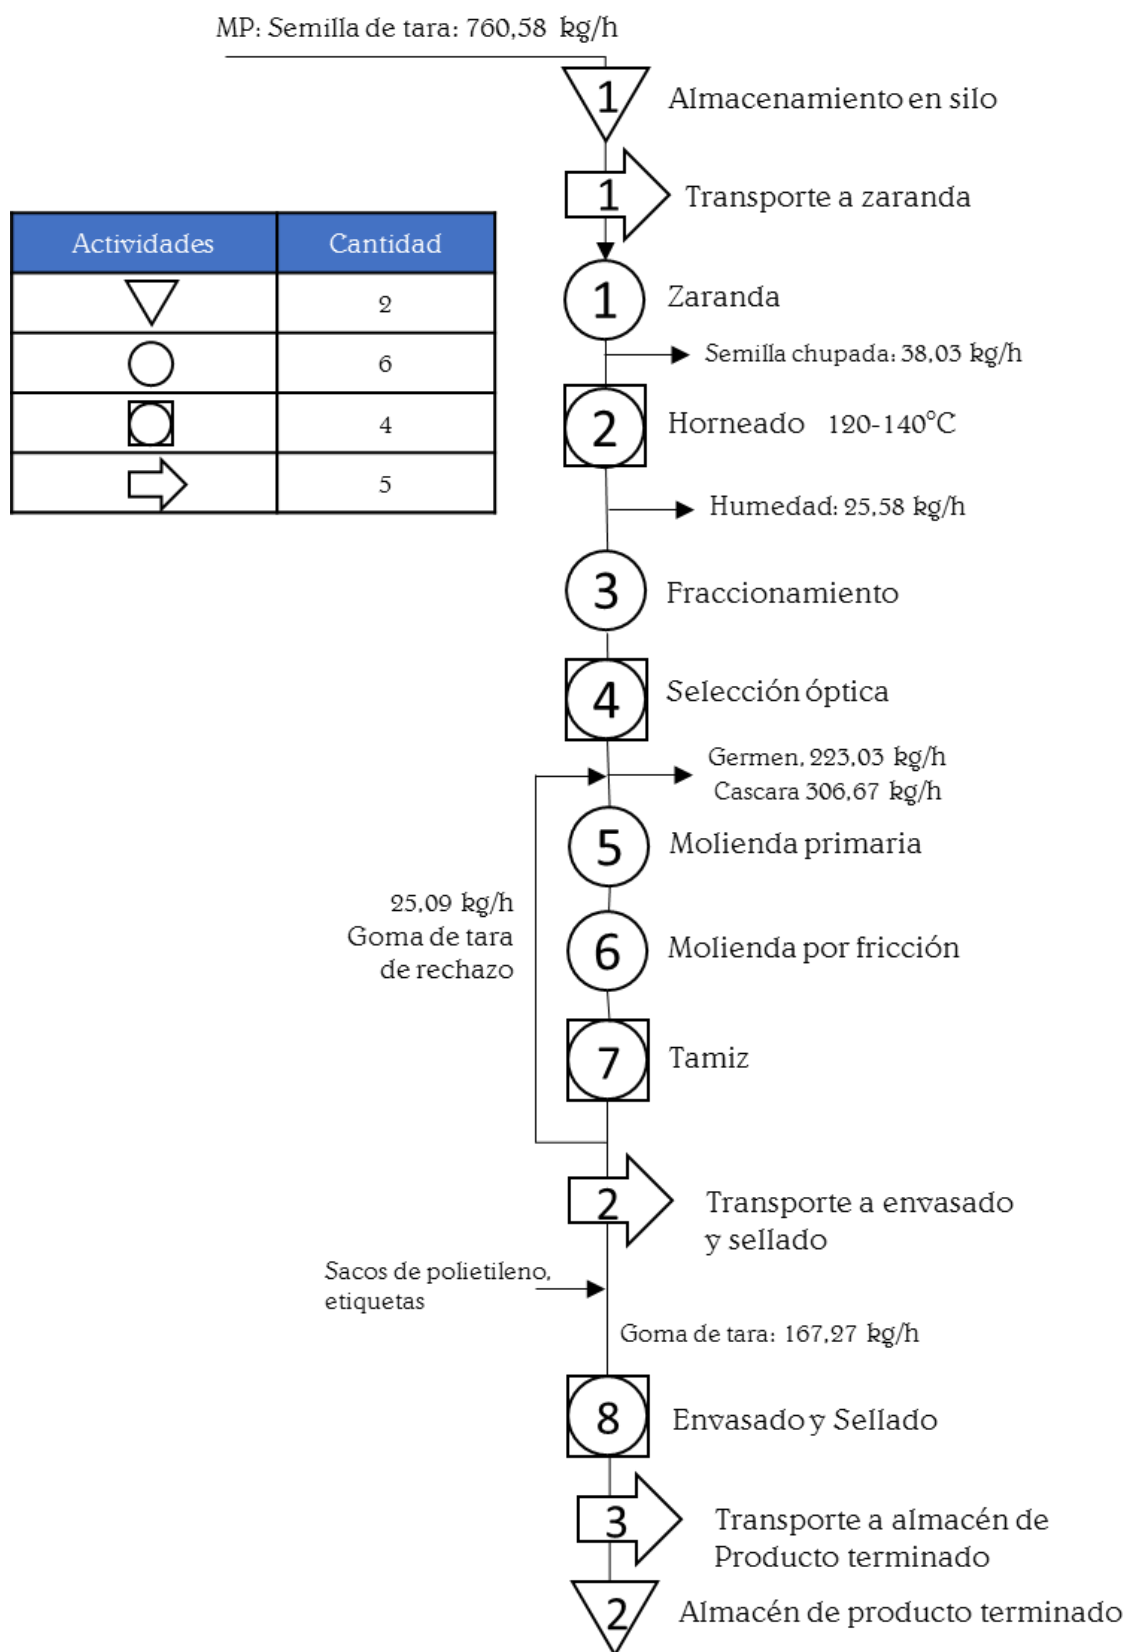 MP: Semilla de tara: 760,58 kg/h
1 Almacenamiento en silo
1 Transporte a zaranda
Actividades Cantidad
2
6
4
5
1 Zaranda
Semilla chupada: 38,03 kg/h
2 Horneado 120-140°C
Humedad: 25,58 kg/h
3 Fraccionamiento
4 Selección óptica
Germen, 223,03 kg/h
Cascara 306,67 kg/h
5 Molienda primaria
25,09 kg/h
Goma de tara
de rechazo
6 Molienda por fricción
7 Tamiz
2 Transporte a envasado
y sellado
Sacos de polietileno,
etiquetas
Goma de tara: 167,27 kg/h
8 Envasado y Sellado
3 Transporte a almacén de
Producto terminado
2 Almacén de producto terminado